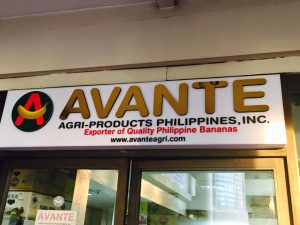 AVANTE
AGRI-PRODUCTS PHILIPPINES, INC.
Exporter of Quality Philippine Bananas
www.avanteagri.com
AVANTE